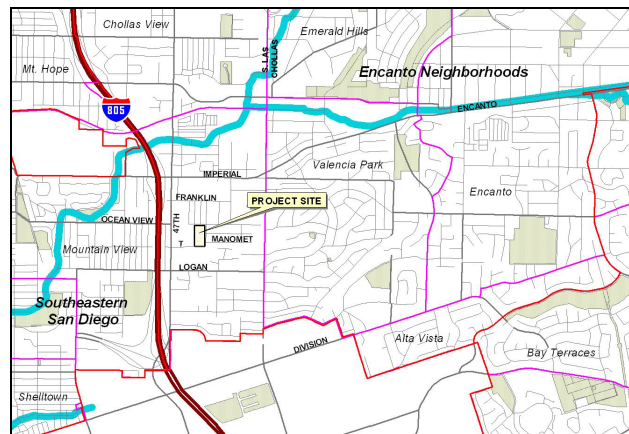 Chollas View
Emerald Hills
S. LAS
CHOLLAS
Mt. Hope
Encanto Neighborhoods
805
ENCANTO
Valencia Park
IMPERIAL
Encanto
FRANKLIN
PROJECT SITE
OCEAN VIEW
47TH
MANOMET
T
Mountain View
LOGAN
Southeastern
San Diego
DIVISION
Alta Vista
Bay Terraces
Shelltown